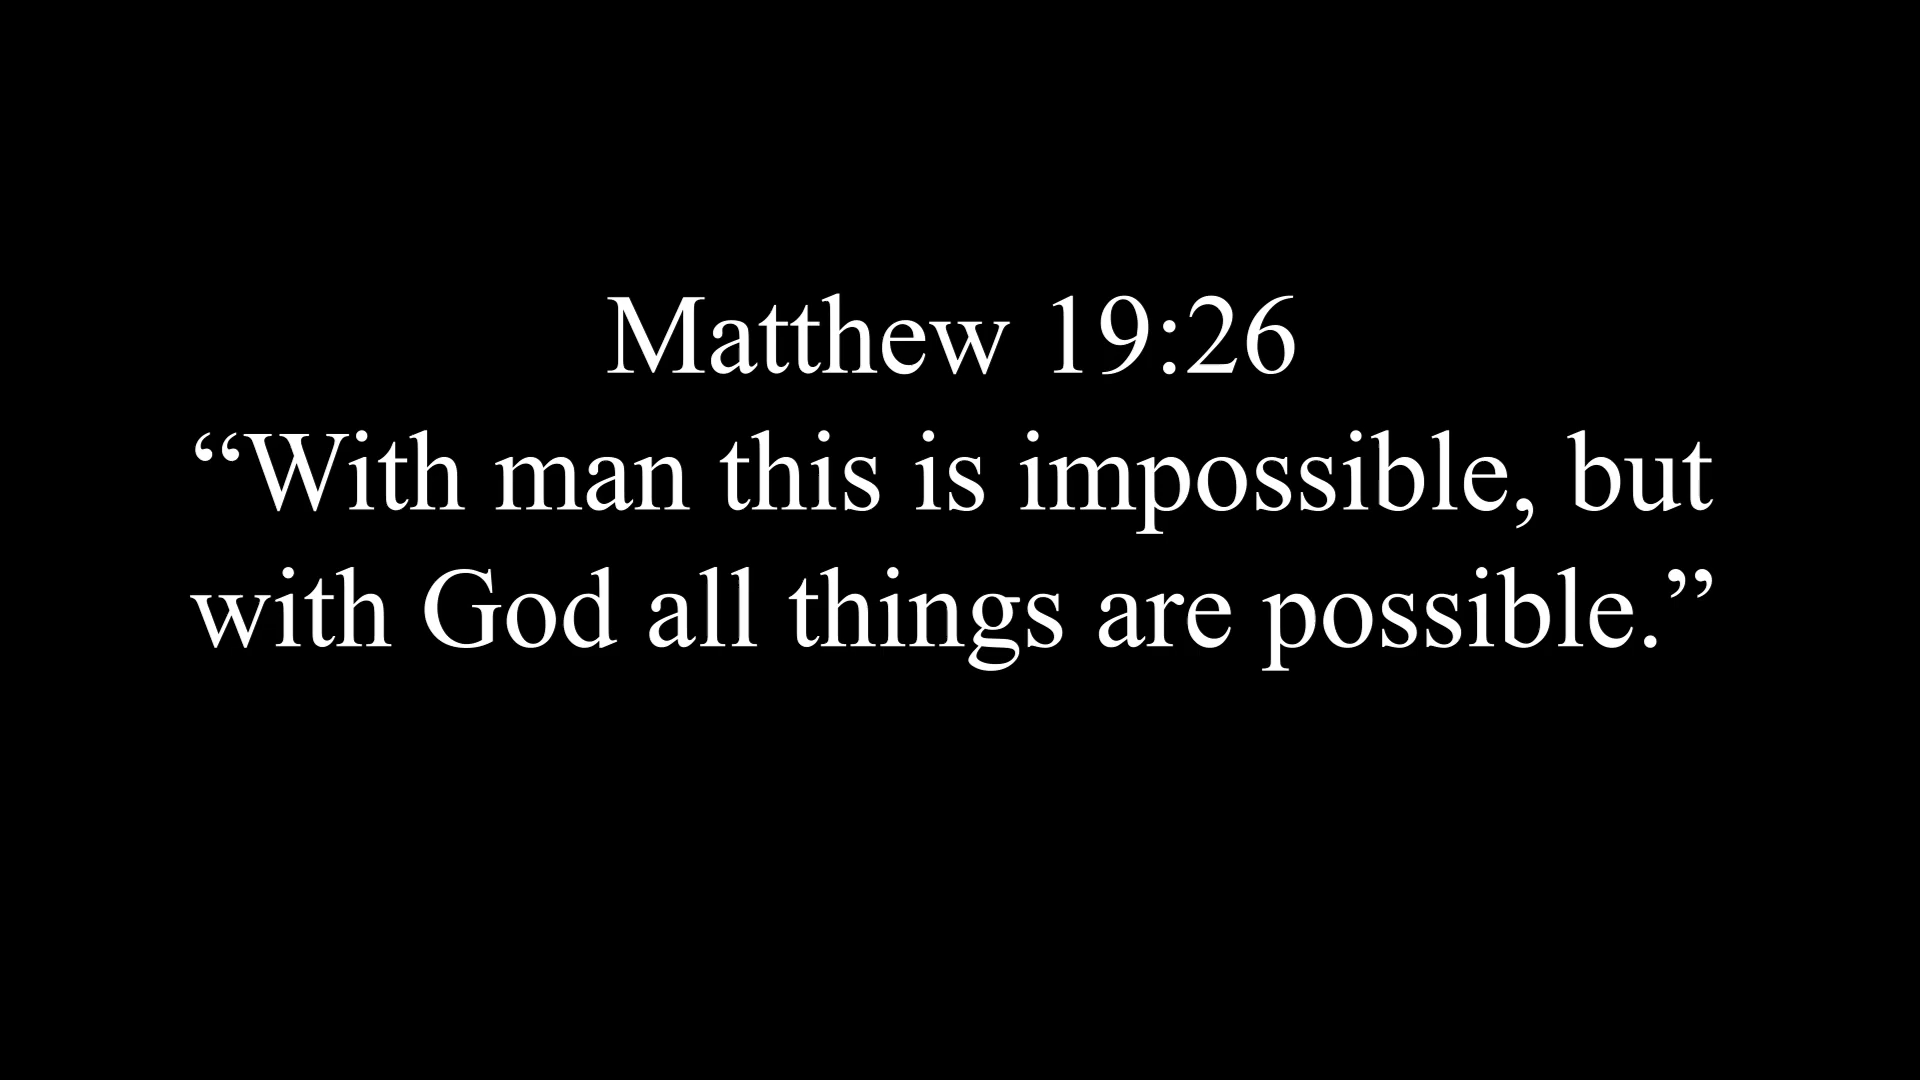 Matthew 19:26
“With man this is impossible, but
with God all things are possible.”